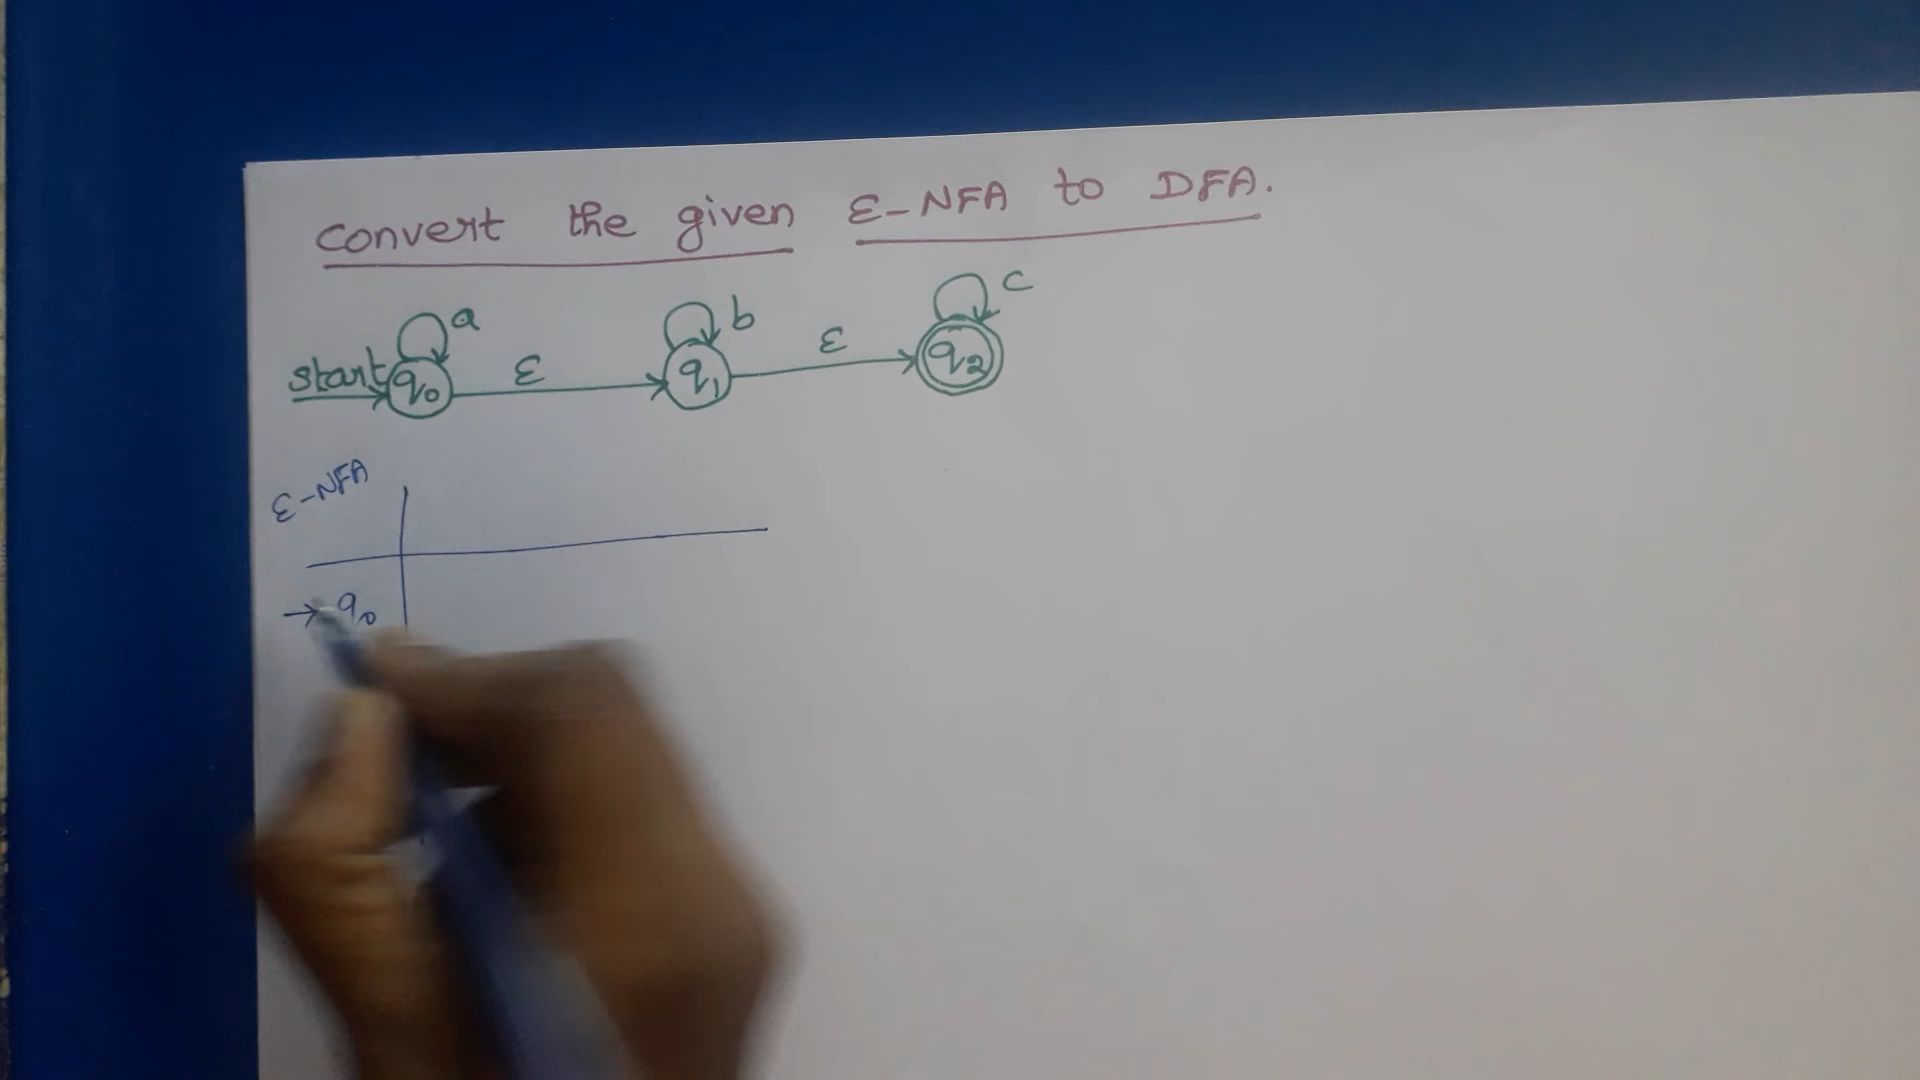 convert the given ε-NFA to DFA.
a b c
start q0 ε q1 ε q2
ε-NFA
→ q0